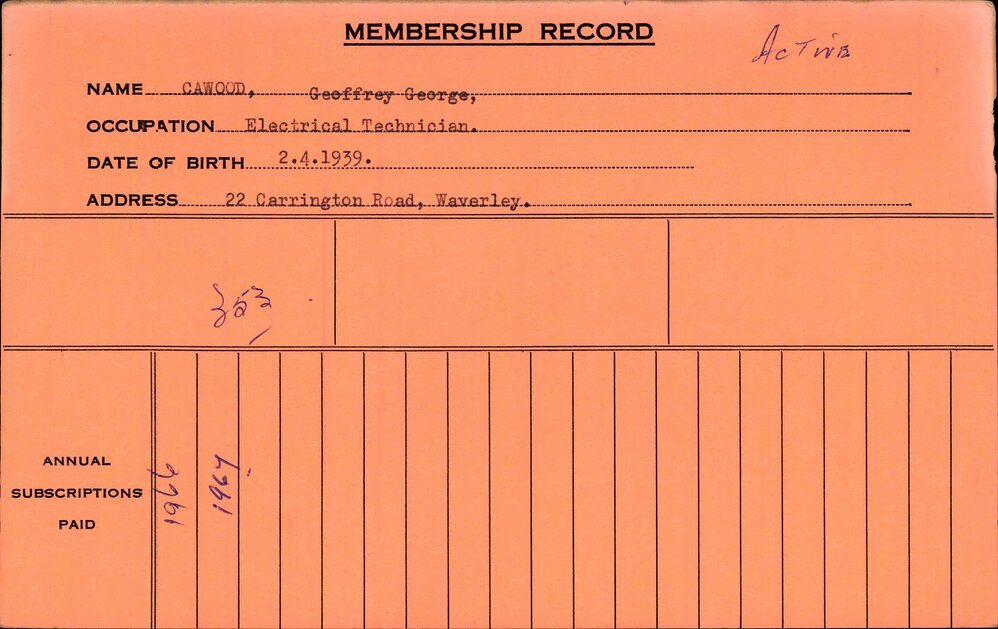 MEMBERSHIP RECORD
Active
NAME CAWOOD, Geoffrey George,
OCCUPATION Electrical Technician.
DATE OF BIRTH 2.4.1939.
ADDRESS 22 Carrington Road, Waverley.
353
ANNUAL
SUBSCRIPTIONS
PAID
1966
1967